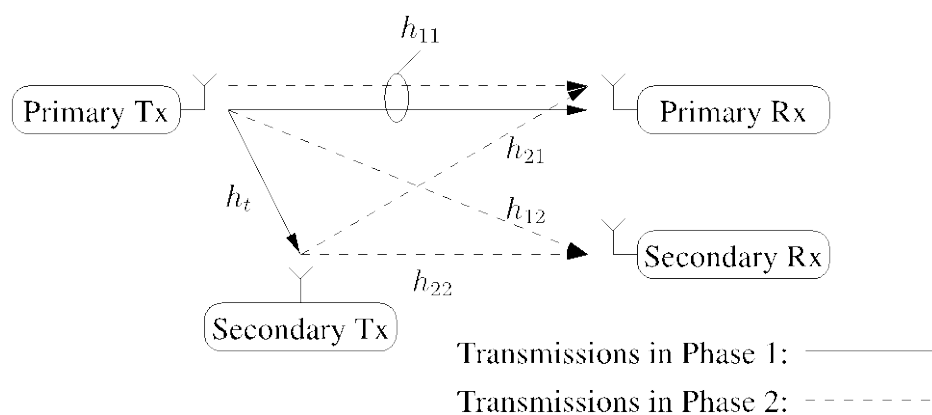 h₁₁
Primary Tx
Primary Rx
h₂₁
hₜ
h₁₂
Secondary Rx
h₂₂
Secondary Tx
Transmissions in Phase 1:
Transmissions in Phase 2: